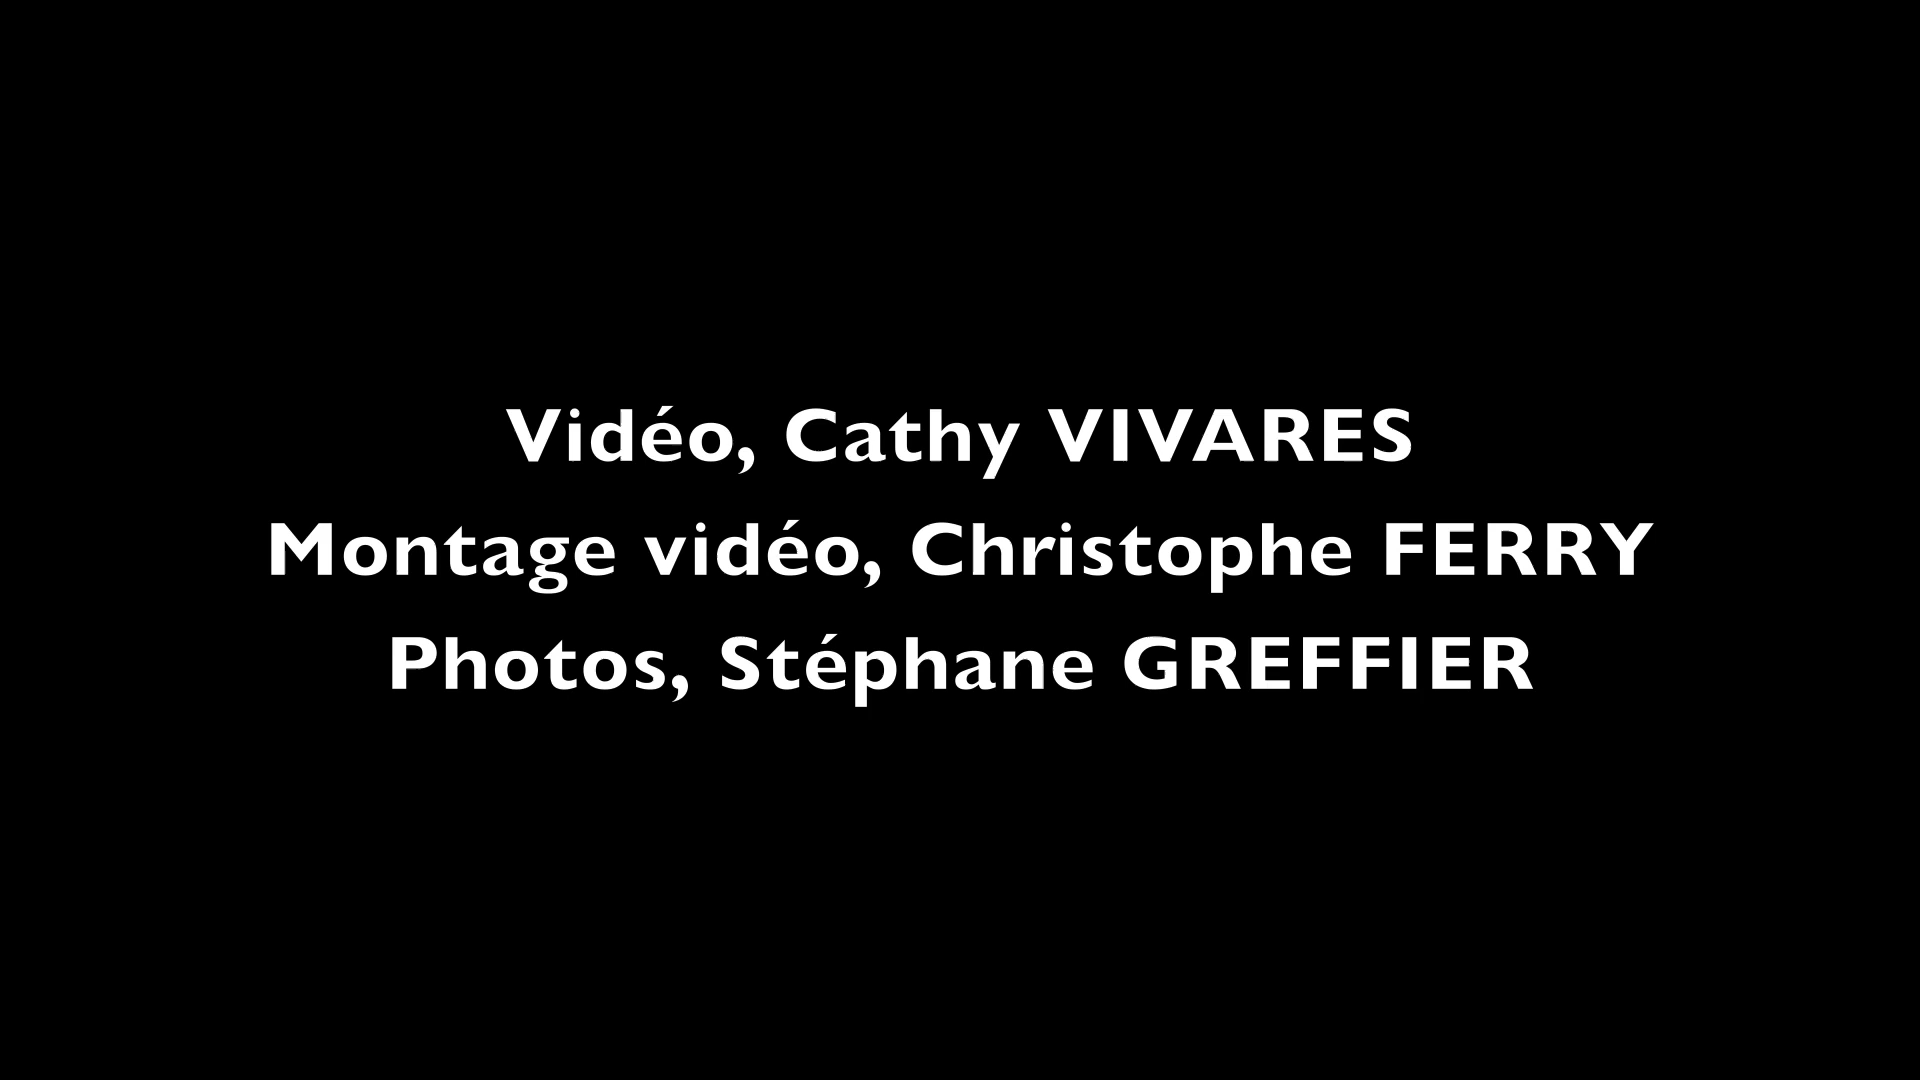 Vidéo, Cathy VIVARES
Montage vidéo, Christophe FERRY
Photos, Stéphane GREFFIER